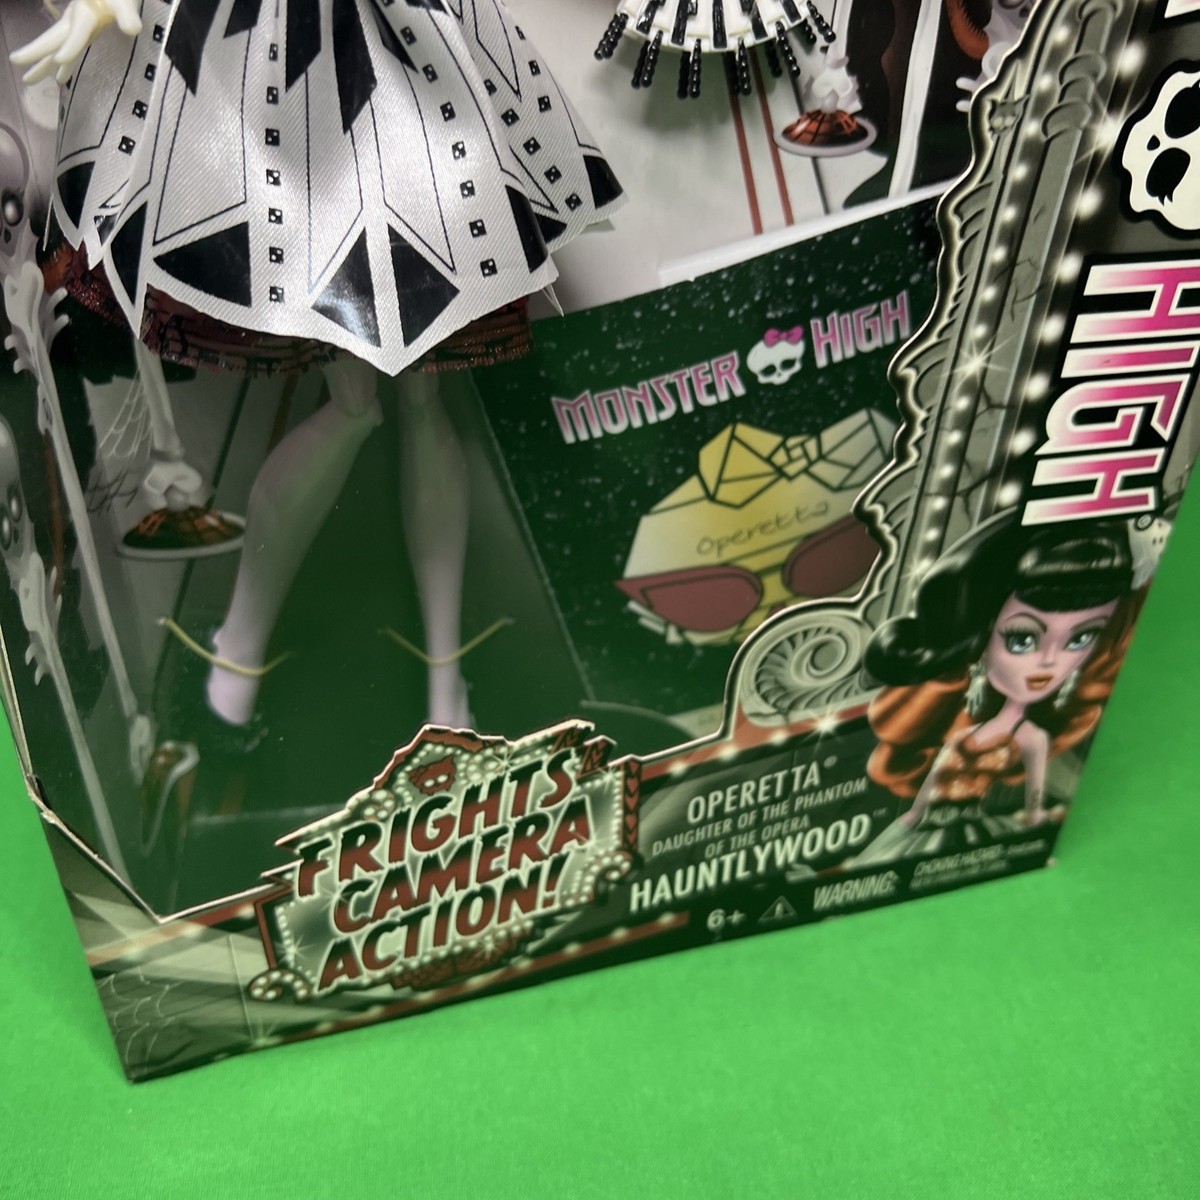 MONSTER HIGH
Operetta
HIGH
FRIGHTS
CAMERA
ACTION!
OPERETTA®
DAUGHTER OF THE PHANTOM
OF THE OPERA
HAUNTLYWOOD™
6+ WARNING: CHOKING HAZARD-